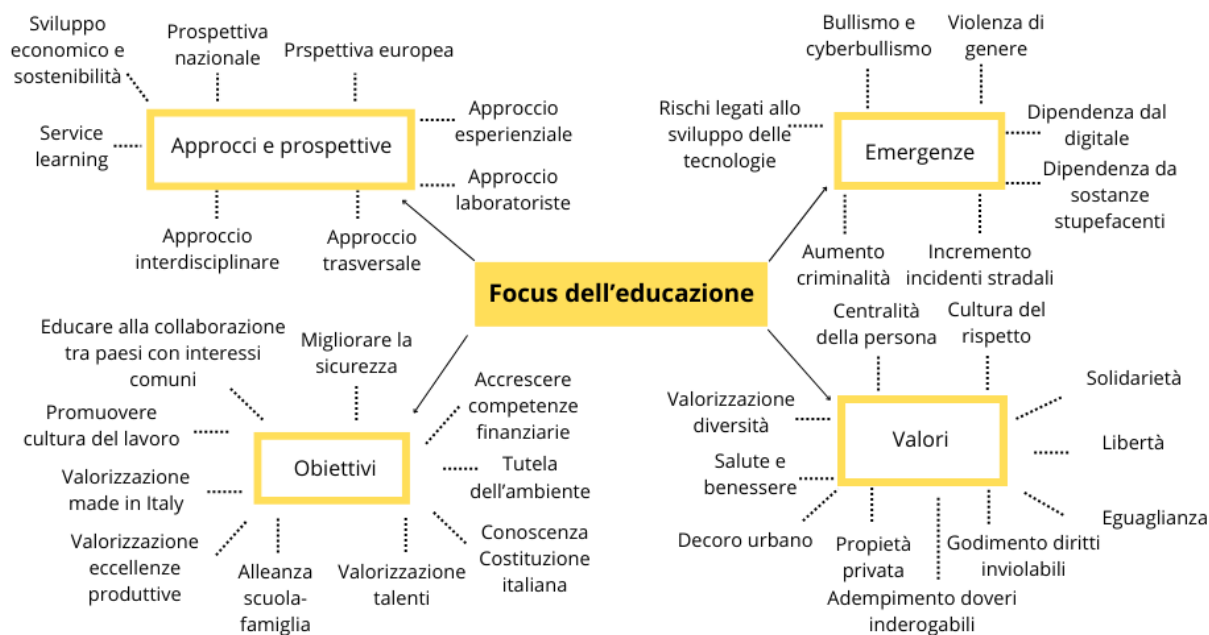 Sviluppo
economico e
sostenibilità
Prospettiva
nazionale
Prspettiva europea
Service
learning
Approcci e prospettive
Approccio
esperienziale
Approccio
laboratoriste
Approccio
interdisciplinare
Approccio
trasversale
Bullismo e
cyberbullismo
Violenza di
genere
Rischi legati allo
sviluppo delle
tecnologie
Emergenze
Dipendenza dal
digitale
Dipendenza da
sostanze
stupefacenti
Aumento
criminalità
Incremento
incidenti stradali
Focus dell’educazione
Educare alla collaborazione
tra paesi con interessi
comuni
Migliorare la
sicurezza
Promuovere
cultura del lavoro
Accrescere
competenze
finanziarie
Obiettivi
Valorizzazione
made in Italy
Tutela
dell’ambiente
Valorizzazione
eccellenze
produttive
Alleanza
scuola-
famiglia
Valorizzazione
talenti
Conoscenza
Costituzione
italiana
Centralità
della persona
Cultura del
rispetto
Valorizzazione
diversità
Solidarietà
Valori
Libertà
Salute e
benessere
Eguaglianza
Decoro urbano
Propietà
privata
Godimento diritti
inviolabili
Adempimento doveri
inderogabili